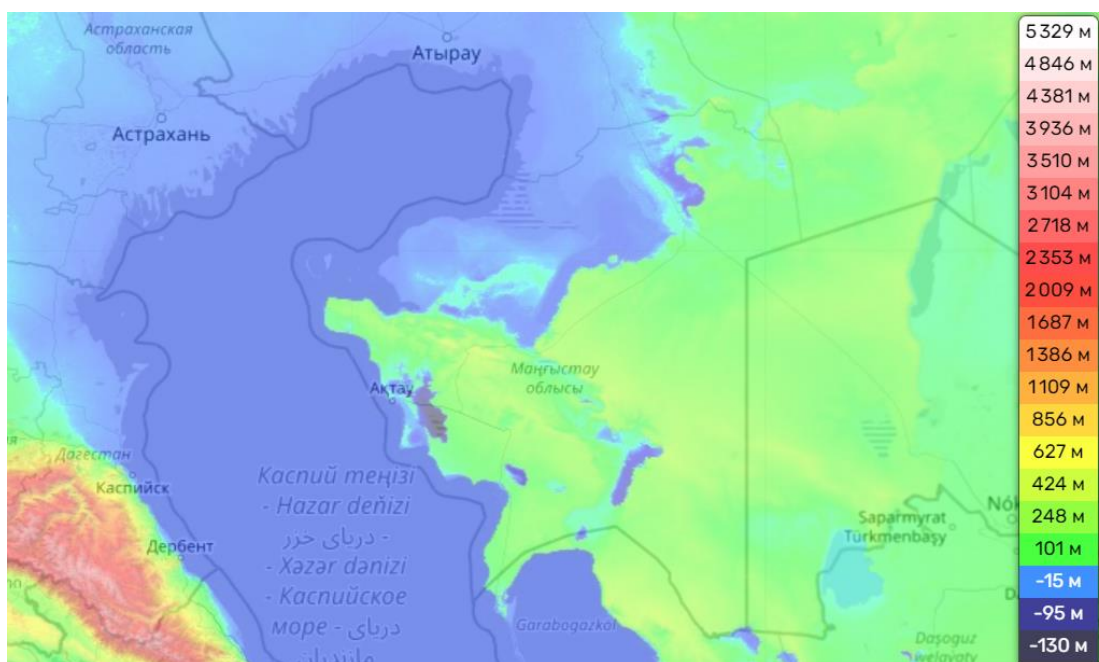 Астраханская
область
Атырау
Астрахань
Маңғыстау
облысы
Ақтау
Дагестан
Каспийск
Дербент
Каспий теңізі
- Hazar deňizi
- دریای خزر
- Xəzər dənizi
- Каспийское
море - دریای
مازندران
Garabogazköl
Saparmyrat
Türkmenbaşy
Daşoguz
welaýaty
5 329 м
4 846 м
4 381 м
3 936 м
3 510 м
3 104 м
2 718 м
2 353 м
2 009 м
1 687 м
1 386 м
1 109 м
856 м
627 м
424 м
248 м
101 м
-15 м
-95 м
-130 м